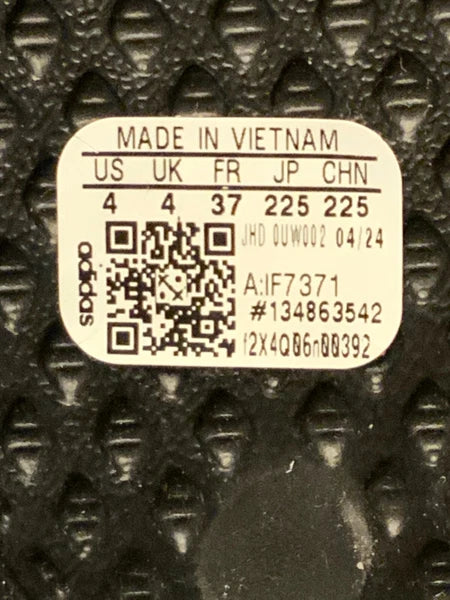 MADE IN VIETNAM
US UK FR JP CHN
4 4 37 225 225
adidas
JHD 0UW002 04/24
A:IF7371
#134863542
f2X4Q06n00392